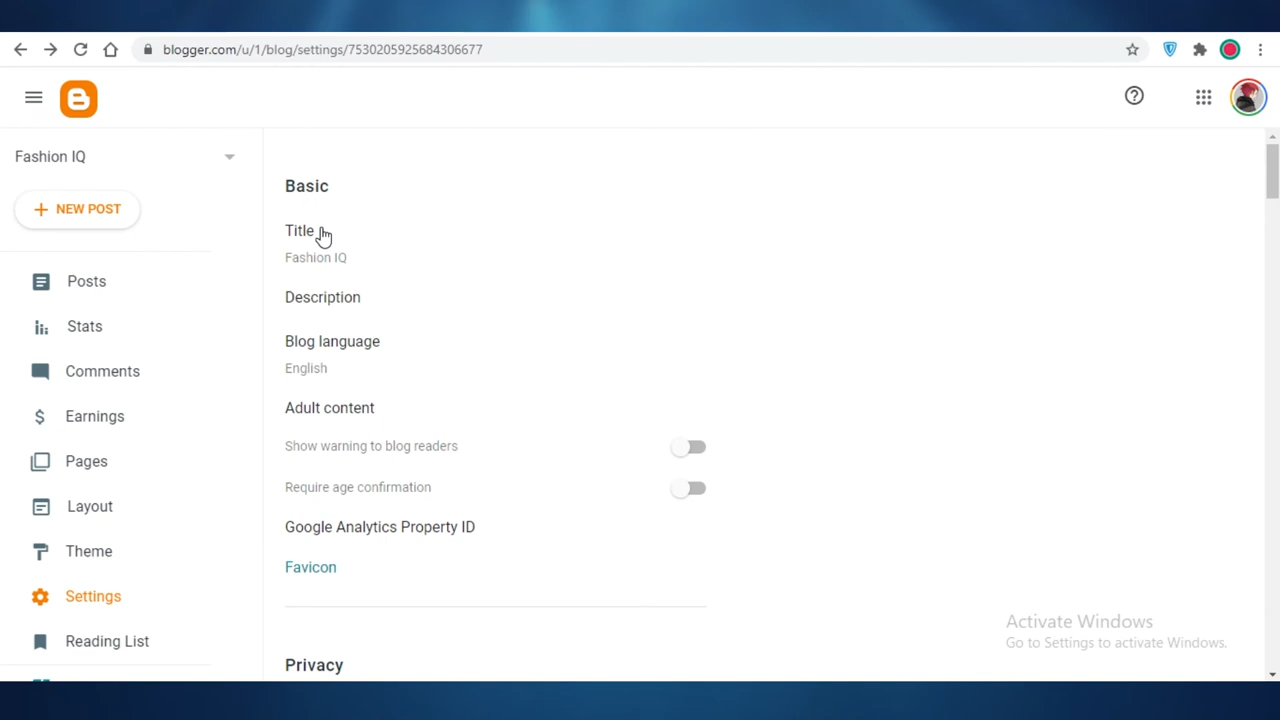 blogger.com/u/1/blog/settings/7530205925684306677
Fashion IQ
NEW POST
Posts
Stats
Comments
Earnings
Pages
Layout
Theme
Settings
Reading List
Basic
Title
Fashion IQ
Description
Blog language
English
Adult content
Show warning to blog readers
Require age confirmation
Google Analytics Property ID
Favicon
Privacy
Activate Windows
Go to Settings to activate Windows.